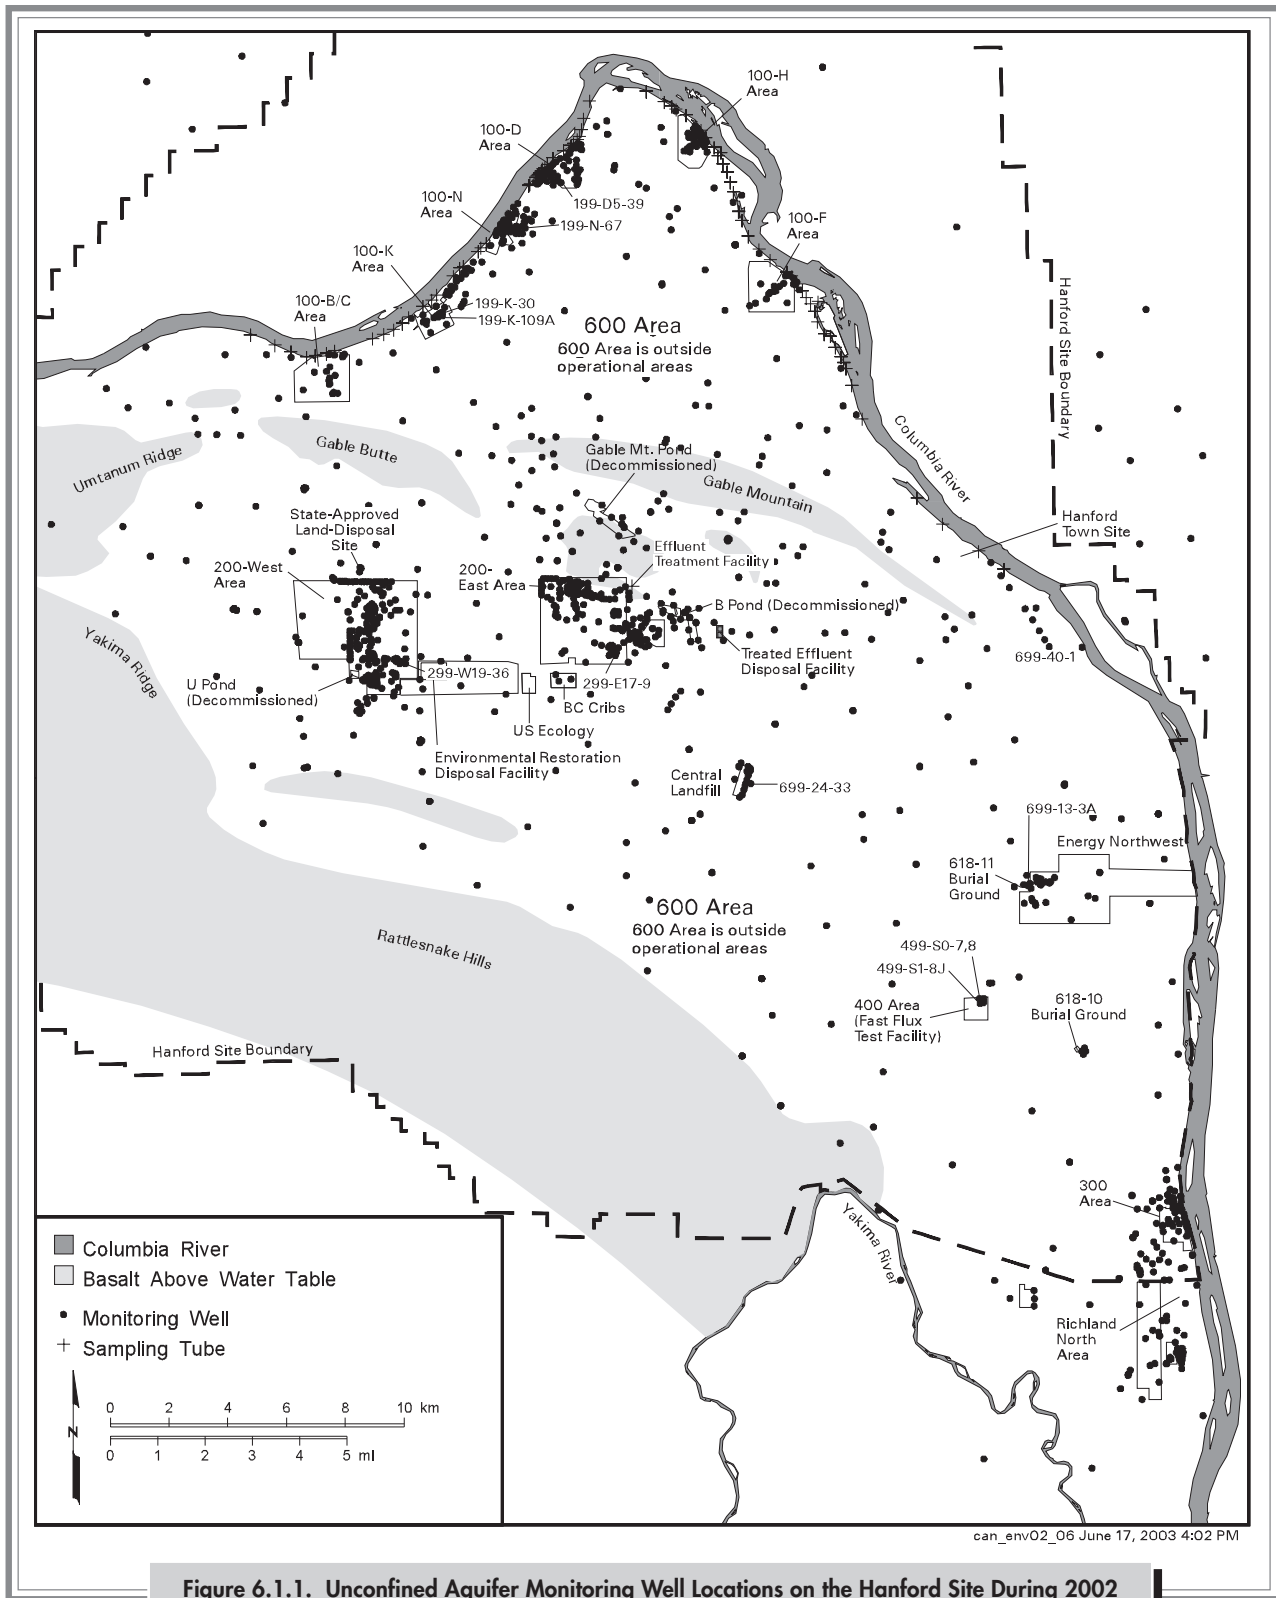 100-H
Area
100-D
Area
199-D5-39
100-N
Area
199-N-67
100-F
Area
100-K
Area
199-K-30
199-K-109A
100-B/C
Area
600 Area
600 Area is outside
operational areas
Hanford Site Boundary
Columbia River
Umtanum Ridge
Gable Butte
Gable Mt. Pond
(Decommissioned)
Gable Mountain
State-Approved
Land-Disposal
Site
Hanford
Town Site
200-West
Area
200-
East Area
Effluent
Treatment Facility
B Pond (Decommissioned)
Yakima Ridge
699-40-1
Treated Effluent
Disposal Facility
299-W19-36
U Pond
(Decommissioned)
299-E17-9
BC Cribs
US Ecology
Environmental Restoration
Disposal Facility
Central
Landfill
699-24-33
699-13-3A
Energy Northwest
618-11
Burial
Ground
600 Area
600 Area is outside
operational areas
Rattlesnake Hills
499-S0-7,8
499-S1-8J
400 Area
(Fast Flux
Test Facility)
618-10
Burial Ground
Hanford Site Boundary
300
Area
Yakima River
Richland
North
Area
Columbia River
Basalt Above Water Table
Monitoring Well
Sampling Tube
N
0 2 4 6 8 10 km
0 1 2 3 4 5 mi
can_env02_06 June 17, 2003 4:02 PM
Figure 6.1.1. Unconfined Aquifer Monitoring Well Locations on the Hanford Site During 2002